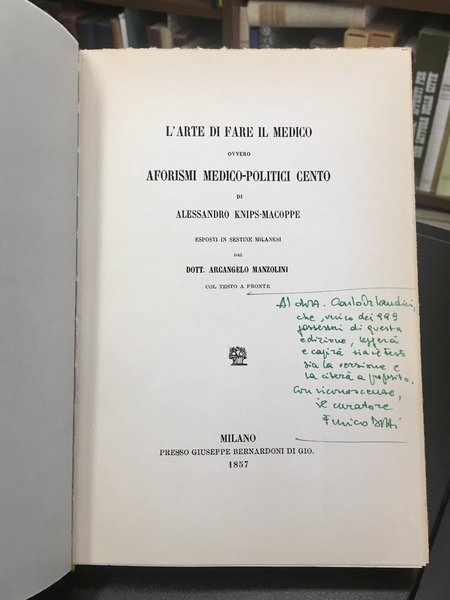 L'ARTE DI FARE IL MEDICO
OVVERO
AFORISMI MEDICO-POLITICI CENTO
DI
ALESSANDRO KNIPS-MACOPPE
ESPOSTI IN SESTINE MILANESI
DAL
DOTT. ARCANGELO MANZOLINI
COL TESTO A FRONTE
Al dott. Carlo
che, unico dei 999
possessori di questa
edizione, leggerà
e capirà sia il testo
sia la versione e
la citerà a proposito.
Con riconoscenza,
il curatore
MILANO
PRESSO GIUSEPPE BERNARDONI DI GIO.
1857